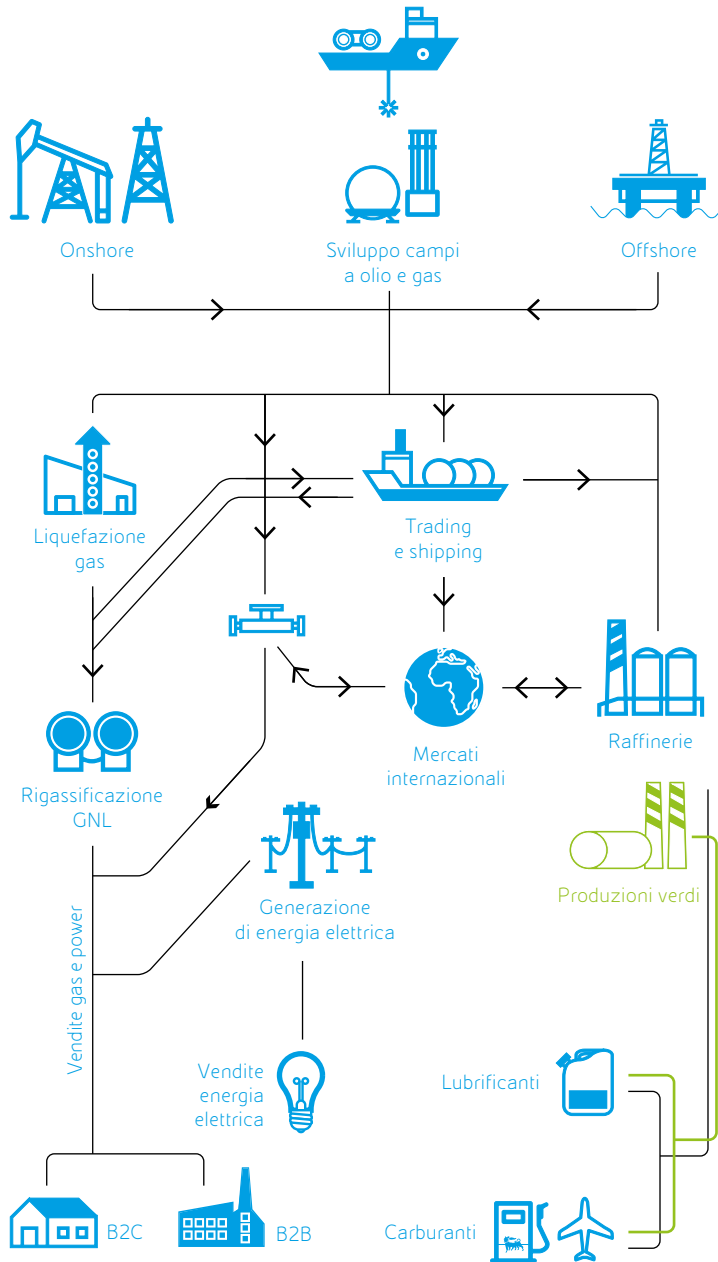 Onshore
Sviluppo campi
a olio e gas
Offshore
Liquefazione
gas
Trading
e shipping
Mercati
internazionali
Raffinerie
Rigassificazione
GNL
Generazione
di energia elettrica
Produzioni verdi
Vendite gas e power
Vendite
energia
elettrica
Lubrificanti
B2C
B2B
Carburanti